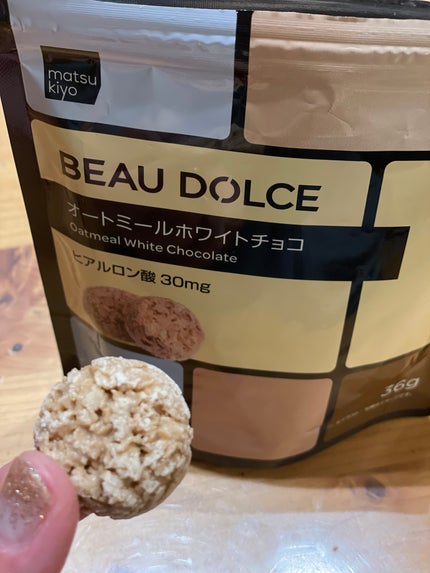 matsu
kiyo
BEAU DOLCE
オートミールホワイトチョコ
Oatmeal White Chocolate
ヒアルロン酸 30mg
36g